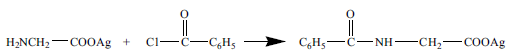 O O
H₂NCH₂—COOAg + Cl—C—C₆H₅ → C₆H₅—C—NH—CH₂—COOAg